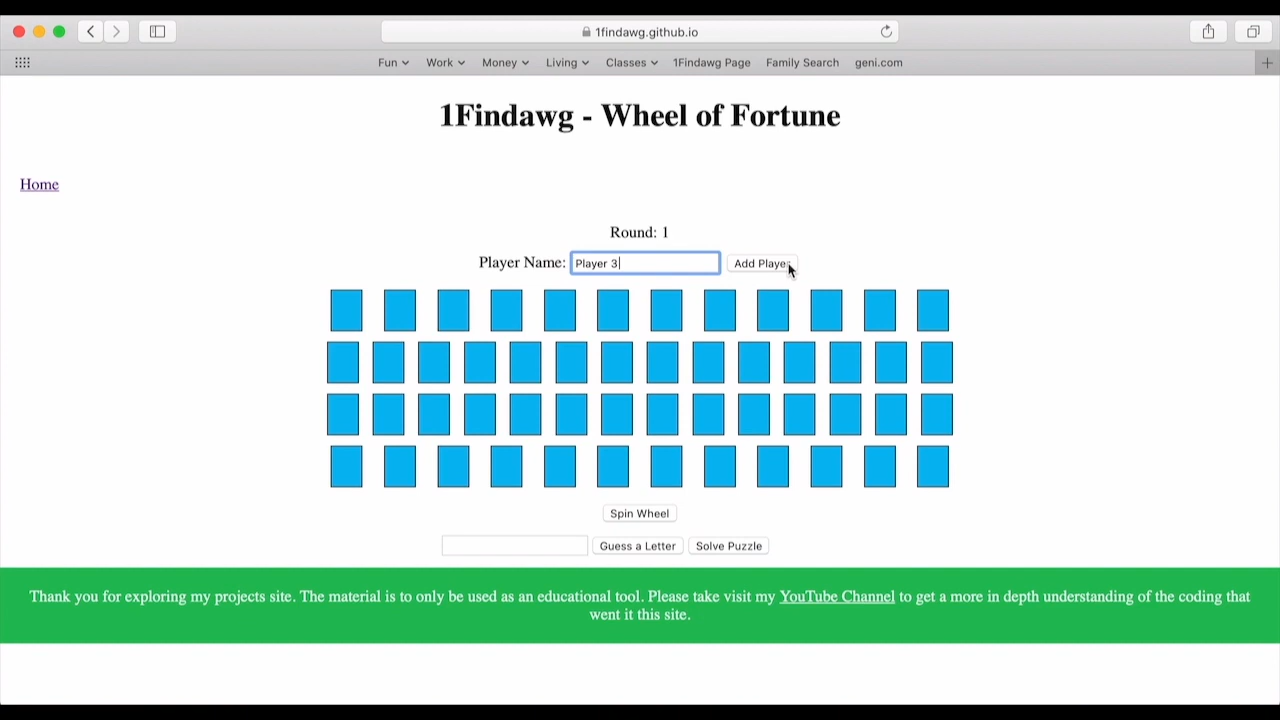 1findawg.github.io
Fun Work Money Living Classes 1Findawg Page Family Search geni.com
1Findawg - Wheel of Fortune
Home
Round: 1
Player Name: Player 3 Add Player
Spin Wheel
Guess a Letter Solve Puzzle
Thank you for exploring my projects site. The material is to only be used as an educational tool. Please take visit my YouTube Channel to get a more in depth understanding of the coding that
went it this site.